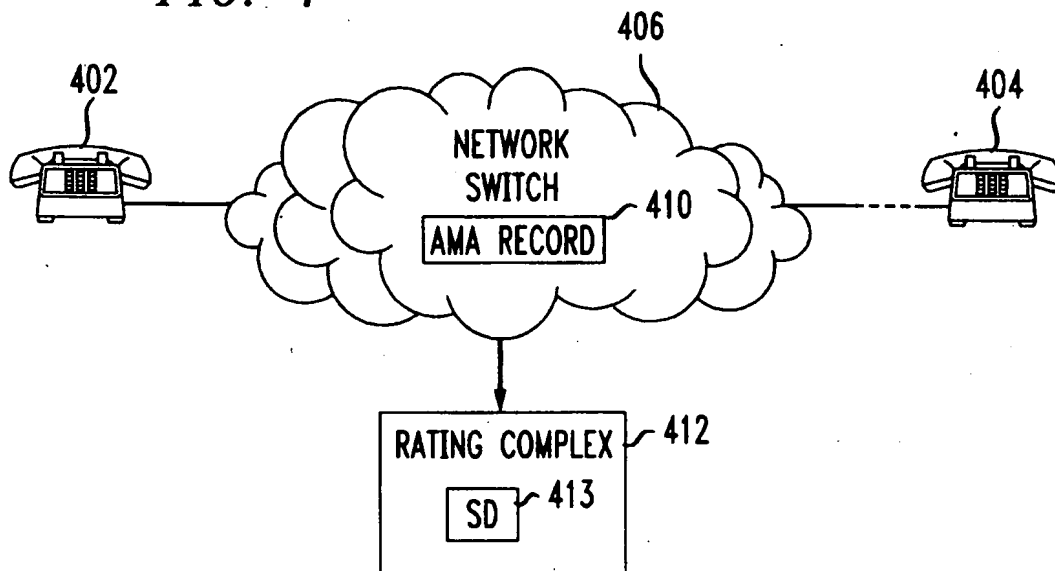 406
402
404
NETWORK
SWITCH
410
AMA RECORD
RATING COMPLEX
412
413
SD